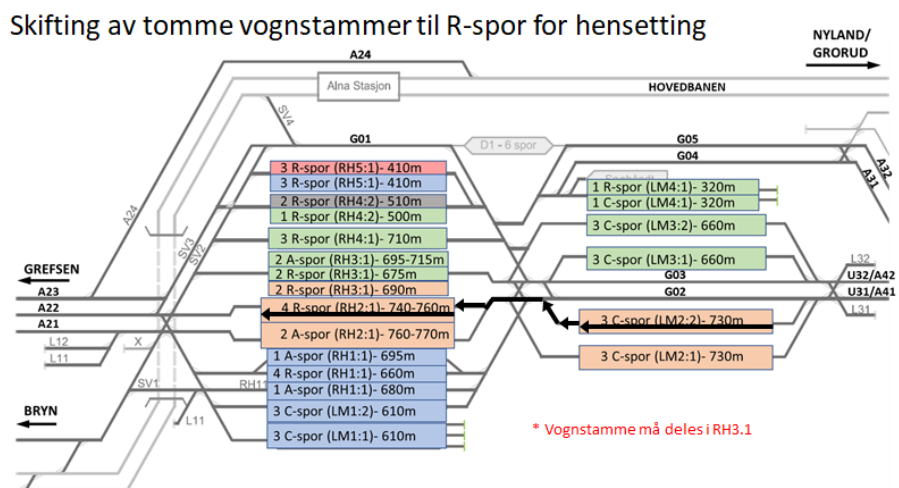 Skifting av tomme vognstammer til R-spor for hensetting
NYLAND/
GRORUD
A24
Alna Stasjon
HOVEDBANEN
SV4
G01
D1 - 6 spor
G05
G04
A32
A31
3 R-spor (RH5:1)- 410m
3 R-spor (RH5:1)- 410m
2 R-spor (RH4:2)- 510m
1 R-spor (RH4:2)- 500m
3 R-spor (RH4:1)- 710m
2 A-spor (RH3:1)- 695-715m
2 R-spor (RH3:1)- 675m
2 R-spor (RH3:1)- 690m
4 R-spor (RH2:1)- 740-760m
2 A-spor (RH2:1)- 760-770m
1 A-spor (RH1:1)- 695m
4 R-spor (RH1:1)- 660m
1 A-spor (RH1:1)- 680m
3 C-spor (LM1:2)- 610m
3 C-spor (LM1:1)- 610m
1 R-spor (LM4:1)- 320m
1 C-spor (LM4:1)- 320m
3 C-spor (LM3:2)- 660m
3 C-spor (LM3:1)- 660m
G03
G02
3 C-spor (LM2:2)- 730m
3 C-spor (LM2:1)- 730m
L32
U32/A42
U31/A41
L31
A24
SV3
SV2
GREFSEN
A23
A22
A21
L12
L11
X
SV1
RH11
L11
BRYN
* Vognstamme må deles i RH3.1